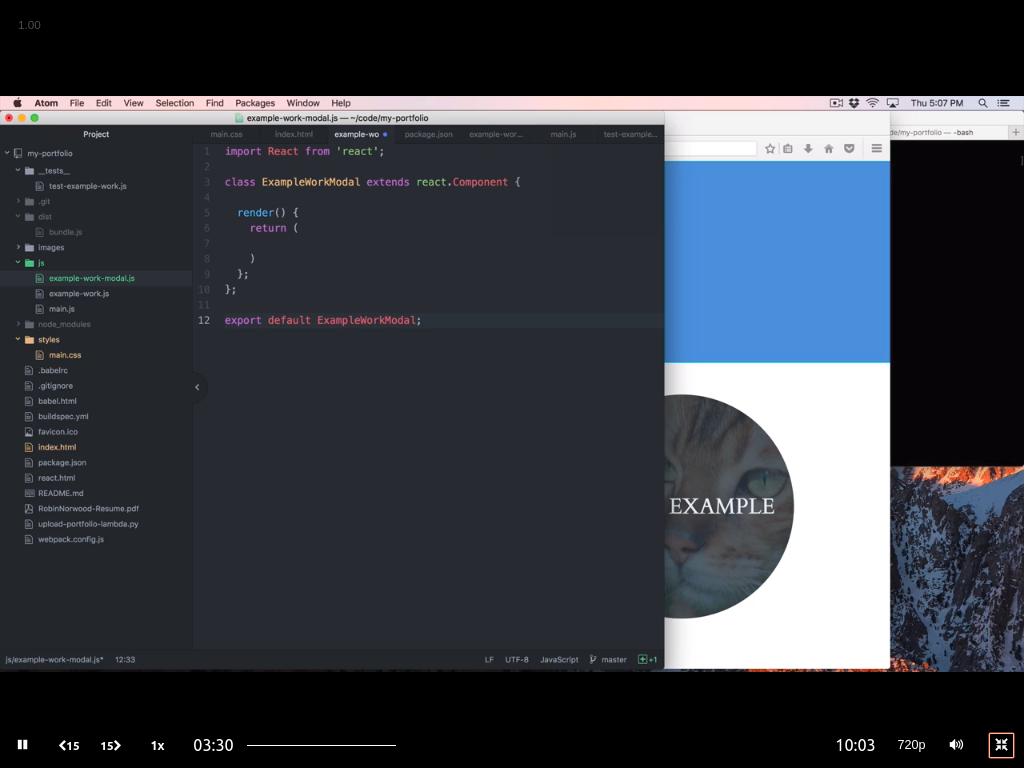 1.00
Atom File Edit View Selection Find Packages Window Help
Thu 5:07 PM
example-work-modal.js — ~/code/my-portfolio
Project
main.css index.html example-wo package.json example-wor... main.js test-example...
de/my-portfolio — -bash
my-portfolio
__tests__
test-example-work.js
.git
dist
bundle.js
images
js
example-work-modal.js
example-work.js
main.js
node_modules
styles
main.css
.babelrc
.gitignore
babel.html
buildspec.yml
favicon.ico
index.html
package.json
react.html
README.md
RobinNorwood-Resume.pdf
upload-portfolio-lambda.py
webpack.config.js
1 import React from 'react';
2
3 class ExampleWorkModal extends react.Component {
4
5 render() {
6 return (
7
8 )
9 };
10 };
11
12 export default ExampleWorkModal;
EXAMPLE
js/example-work-modal.js* 12:33
LF UTF-8 JavaScript master +1
15 15 1x 03:30 10:03 720p